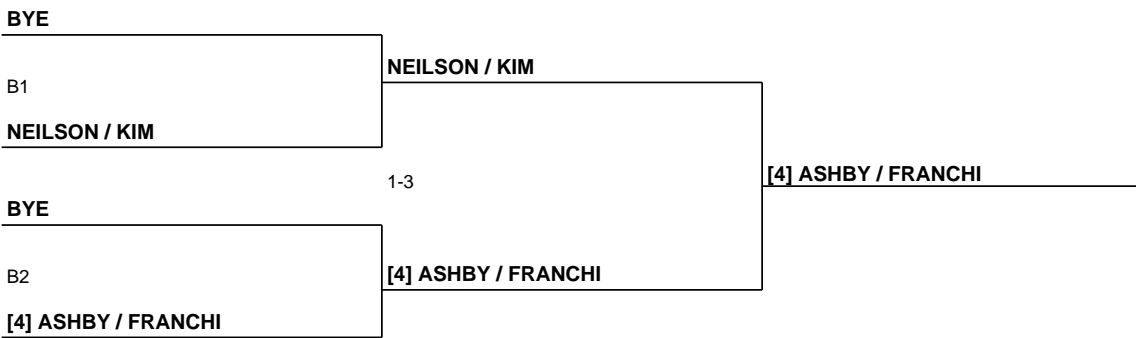 BYE
B1
NEILSON / KIM
BYE
B2
[4] ASHBY / FRANCHI
NEILSON / KIM
1-3
[4] ASHBY / FRANCHI
[4] ASHBY / FRANCHI